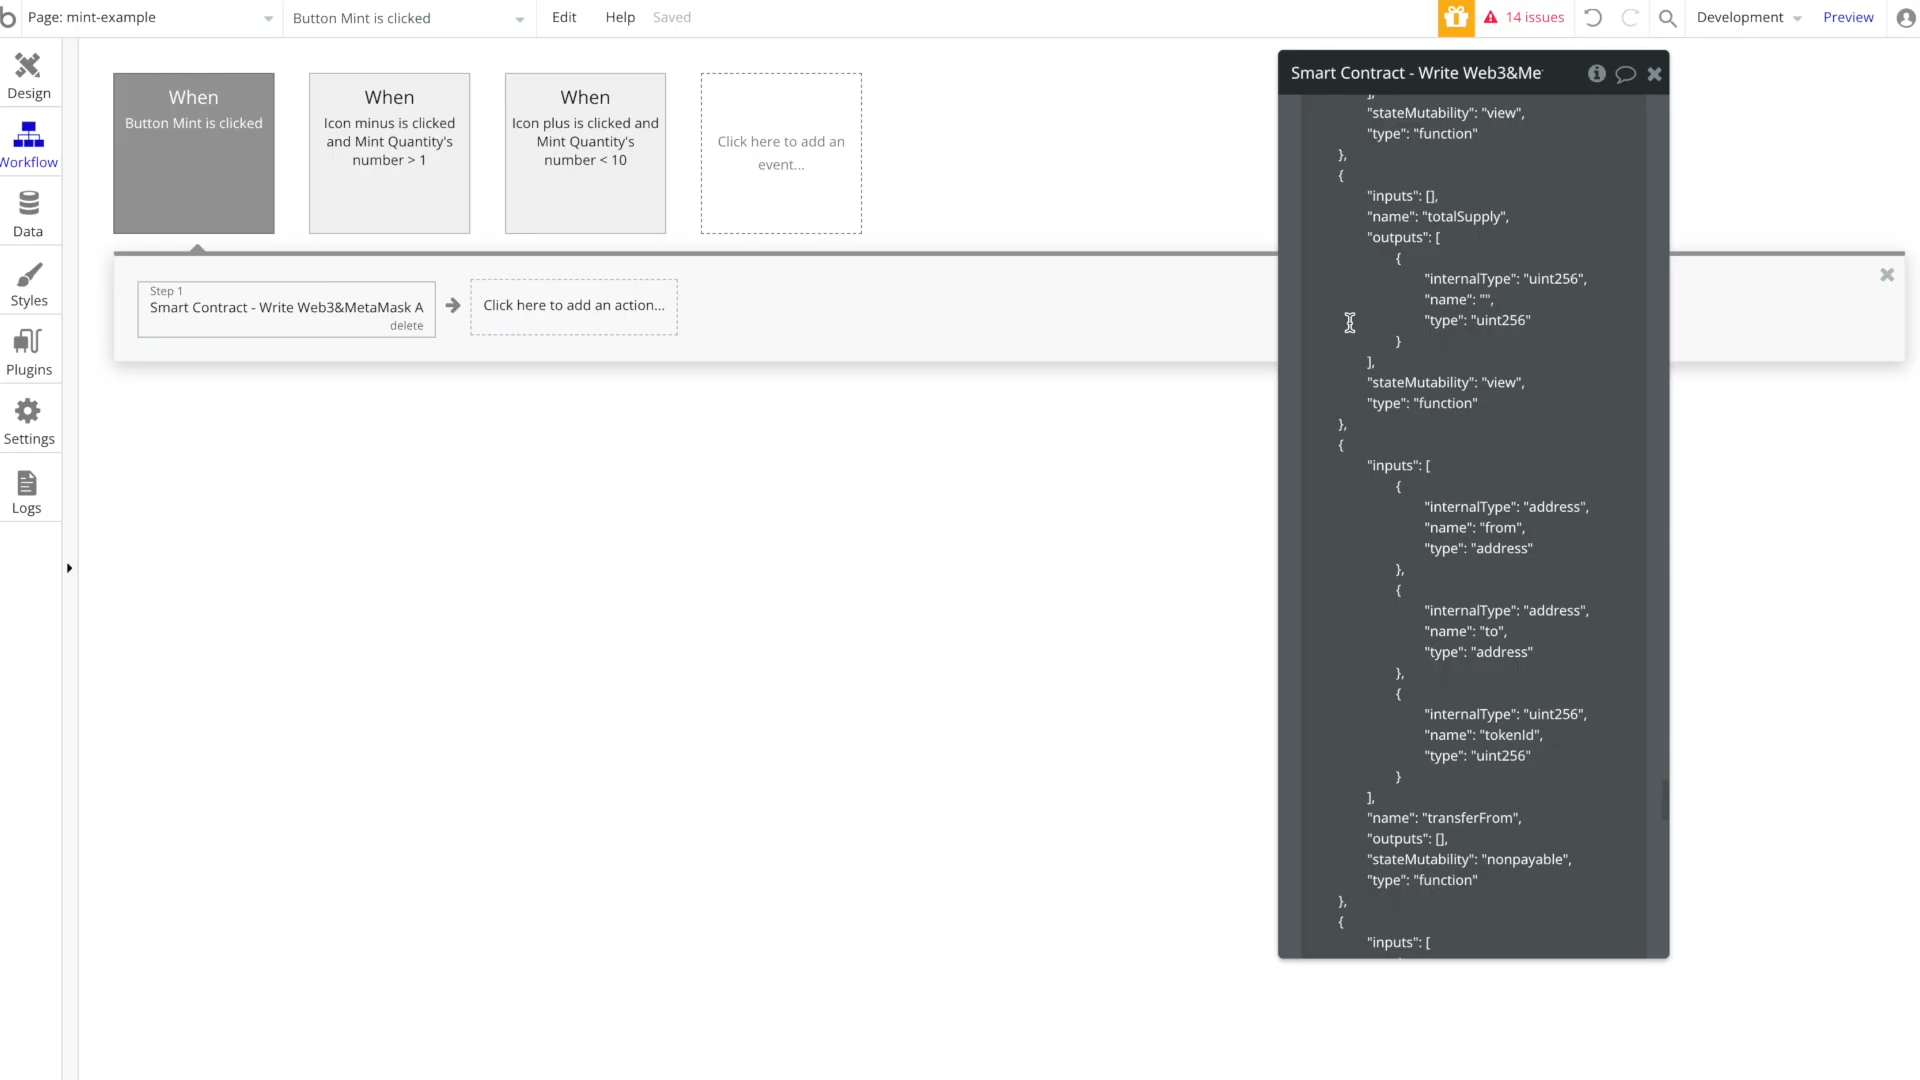 b Page: mint-example
Button Mint is clicked
Edit
Help
Saved
14 issues
Development
Preview
Design
Workflow
Data
Styles
Plugins
Settings
Logs
When
Button Mint is clicked
When
Icon minus is clicked
and Mint Quantity's
number > 1
When
Icon plus is clicked and
Mint Quantity's
number < 10
Click here to add an
event...
Step 1
Smart Contract - Write Web3&MetaMask A
delete
Click here to add an action...
Smart Contract - Write Web3&Me
],
"stateMutability": "view",
"type": "function"
},
{
"inputs": [],
"name": "totalSupply",
"outputs": [
{
"internalType": "uint256",
"name": "",
"type": "uint256"
}
],
"stateMutability": "view",
"type": "function"
},
{
"inputs": [
{
"internalType": "address",
"name": "from",
"type": "address"
},
{
"internalType": "address",
"name": "to",
"type": "address"
},
{
"internalType": "uint256",
"name": "tokenId",
"type": "uint256"
}
],
"name": "transferFrom",
"outputs": [],
"stateMutability": "nonpayable",
"type": "function"
},
{
"inputs": [